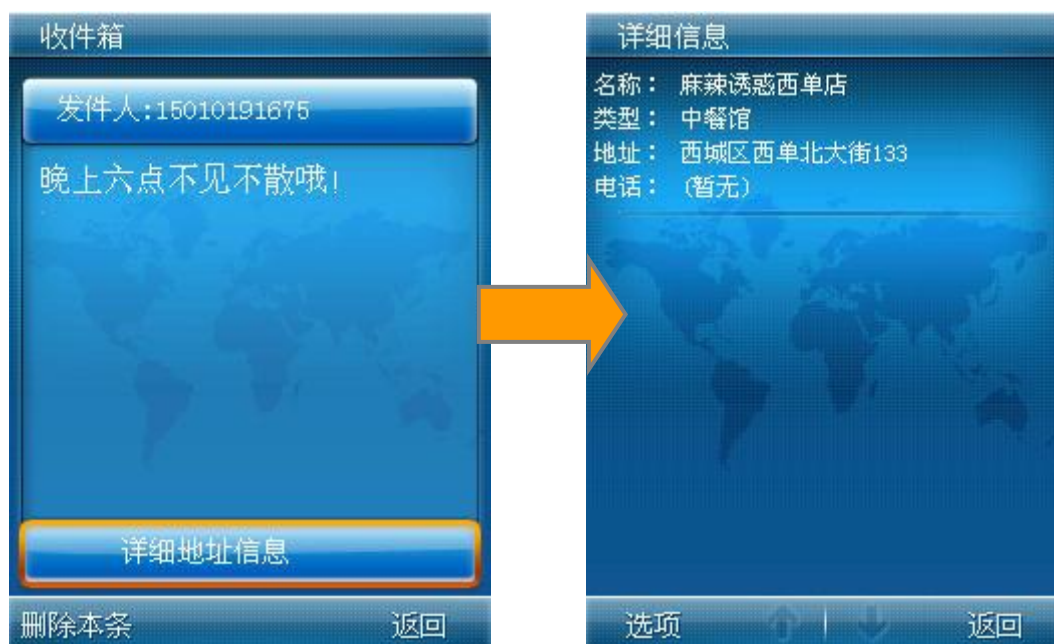 收件箱
发件人:15010191675
晚上六点不见不散哦!
详细地址信息
删除本条 返回
详细信息
名称： 麻辣诱惑西单店
类型： 中餐馆
地址： 西城区西单北大街133
电话： (暂无)
选项 返回